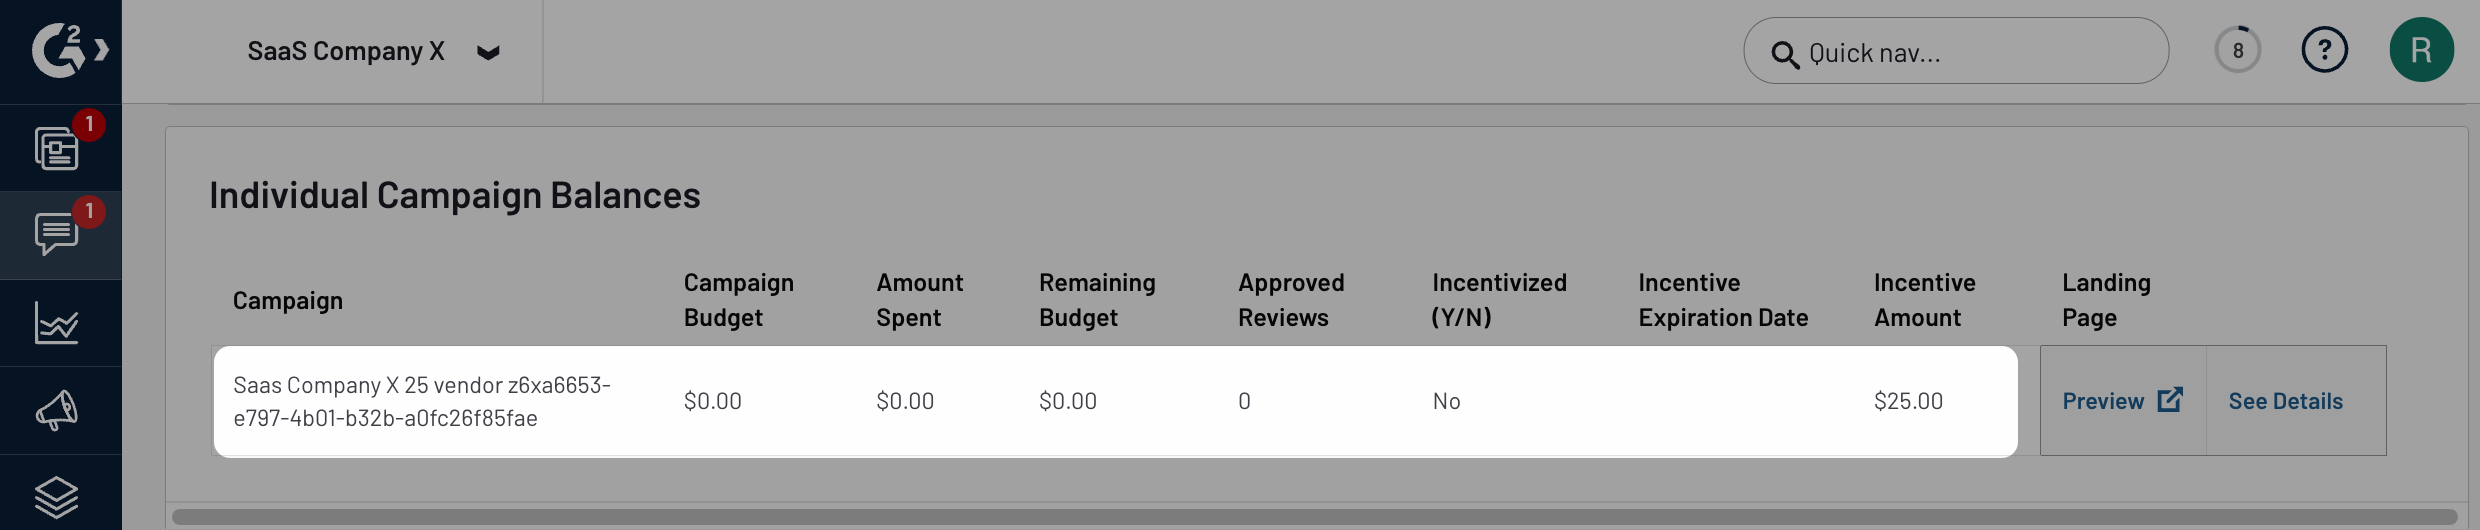 G2
SaaS Company X
Quick nav...
8
?
R
1
1
Individual Campaign Balances
Campaign
Campaign
Budget
Amount
Spent
Remaining
Budget
Approved
Reviews
Incentivized
(Y/N)
Incentive
Expiration Date
Incentive
Amount
Landing
Page
Saas Company X 25 vendor z6xa6653-
e797-4b01-b32b-a0fc26f85fae
$0.00
$0.00
$0.00
0
No
$25.00
Preview
See Details